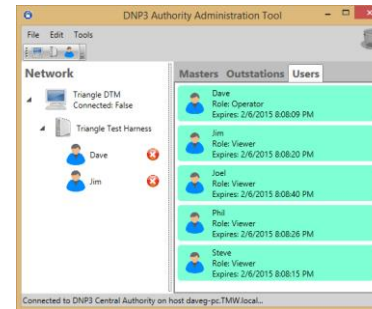 DNP3 Authority Administration Tool
File Edit Tools
Network
Triangle DTM
Connected: False
Triangle Test Harness
Dave
Jim
Masters Outstations Users
Dave
Role: Operator
Expires: 2/6/2015 8:08:09 PM
Jim
Role: Viewer
Expires: 2/6/2015 8:08:20 PM
Joel
Role: Viewer
Expires: 2/6/2015 8:08:40 PM
Phil
Role: Viewer
Expires: 2/6/2015 8:08:26 PM
Steve
Role: Viewer
Expires: 2/6/2015 8:08:15 PM
Connected to DNP3 Central Authority on host daveg-pc.TMW.local...